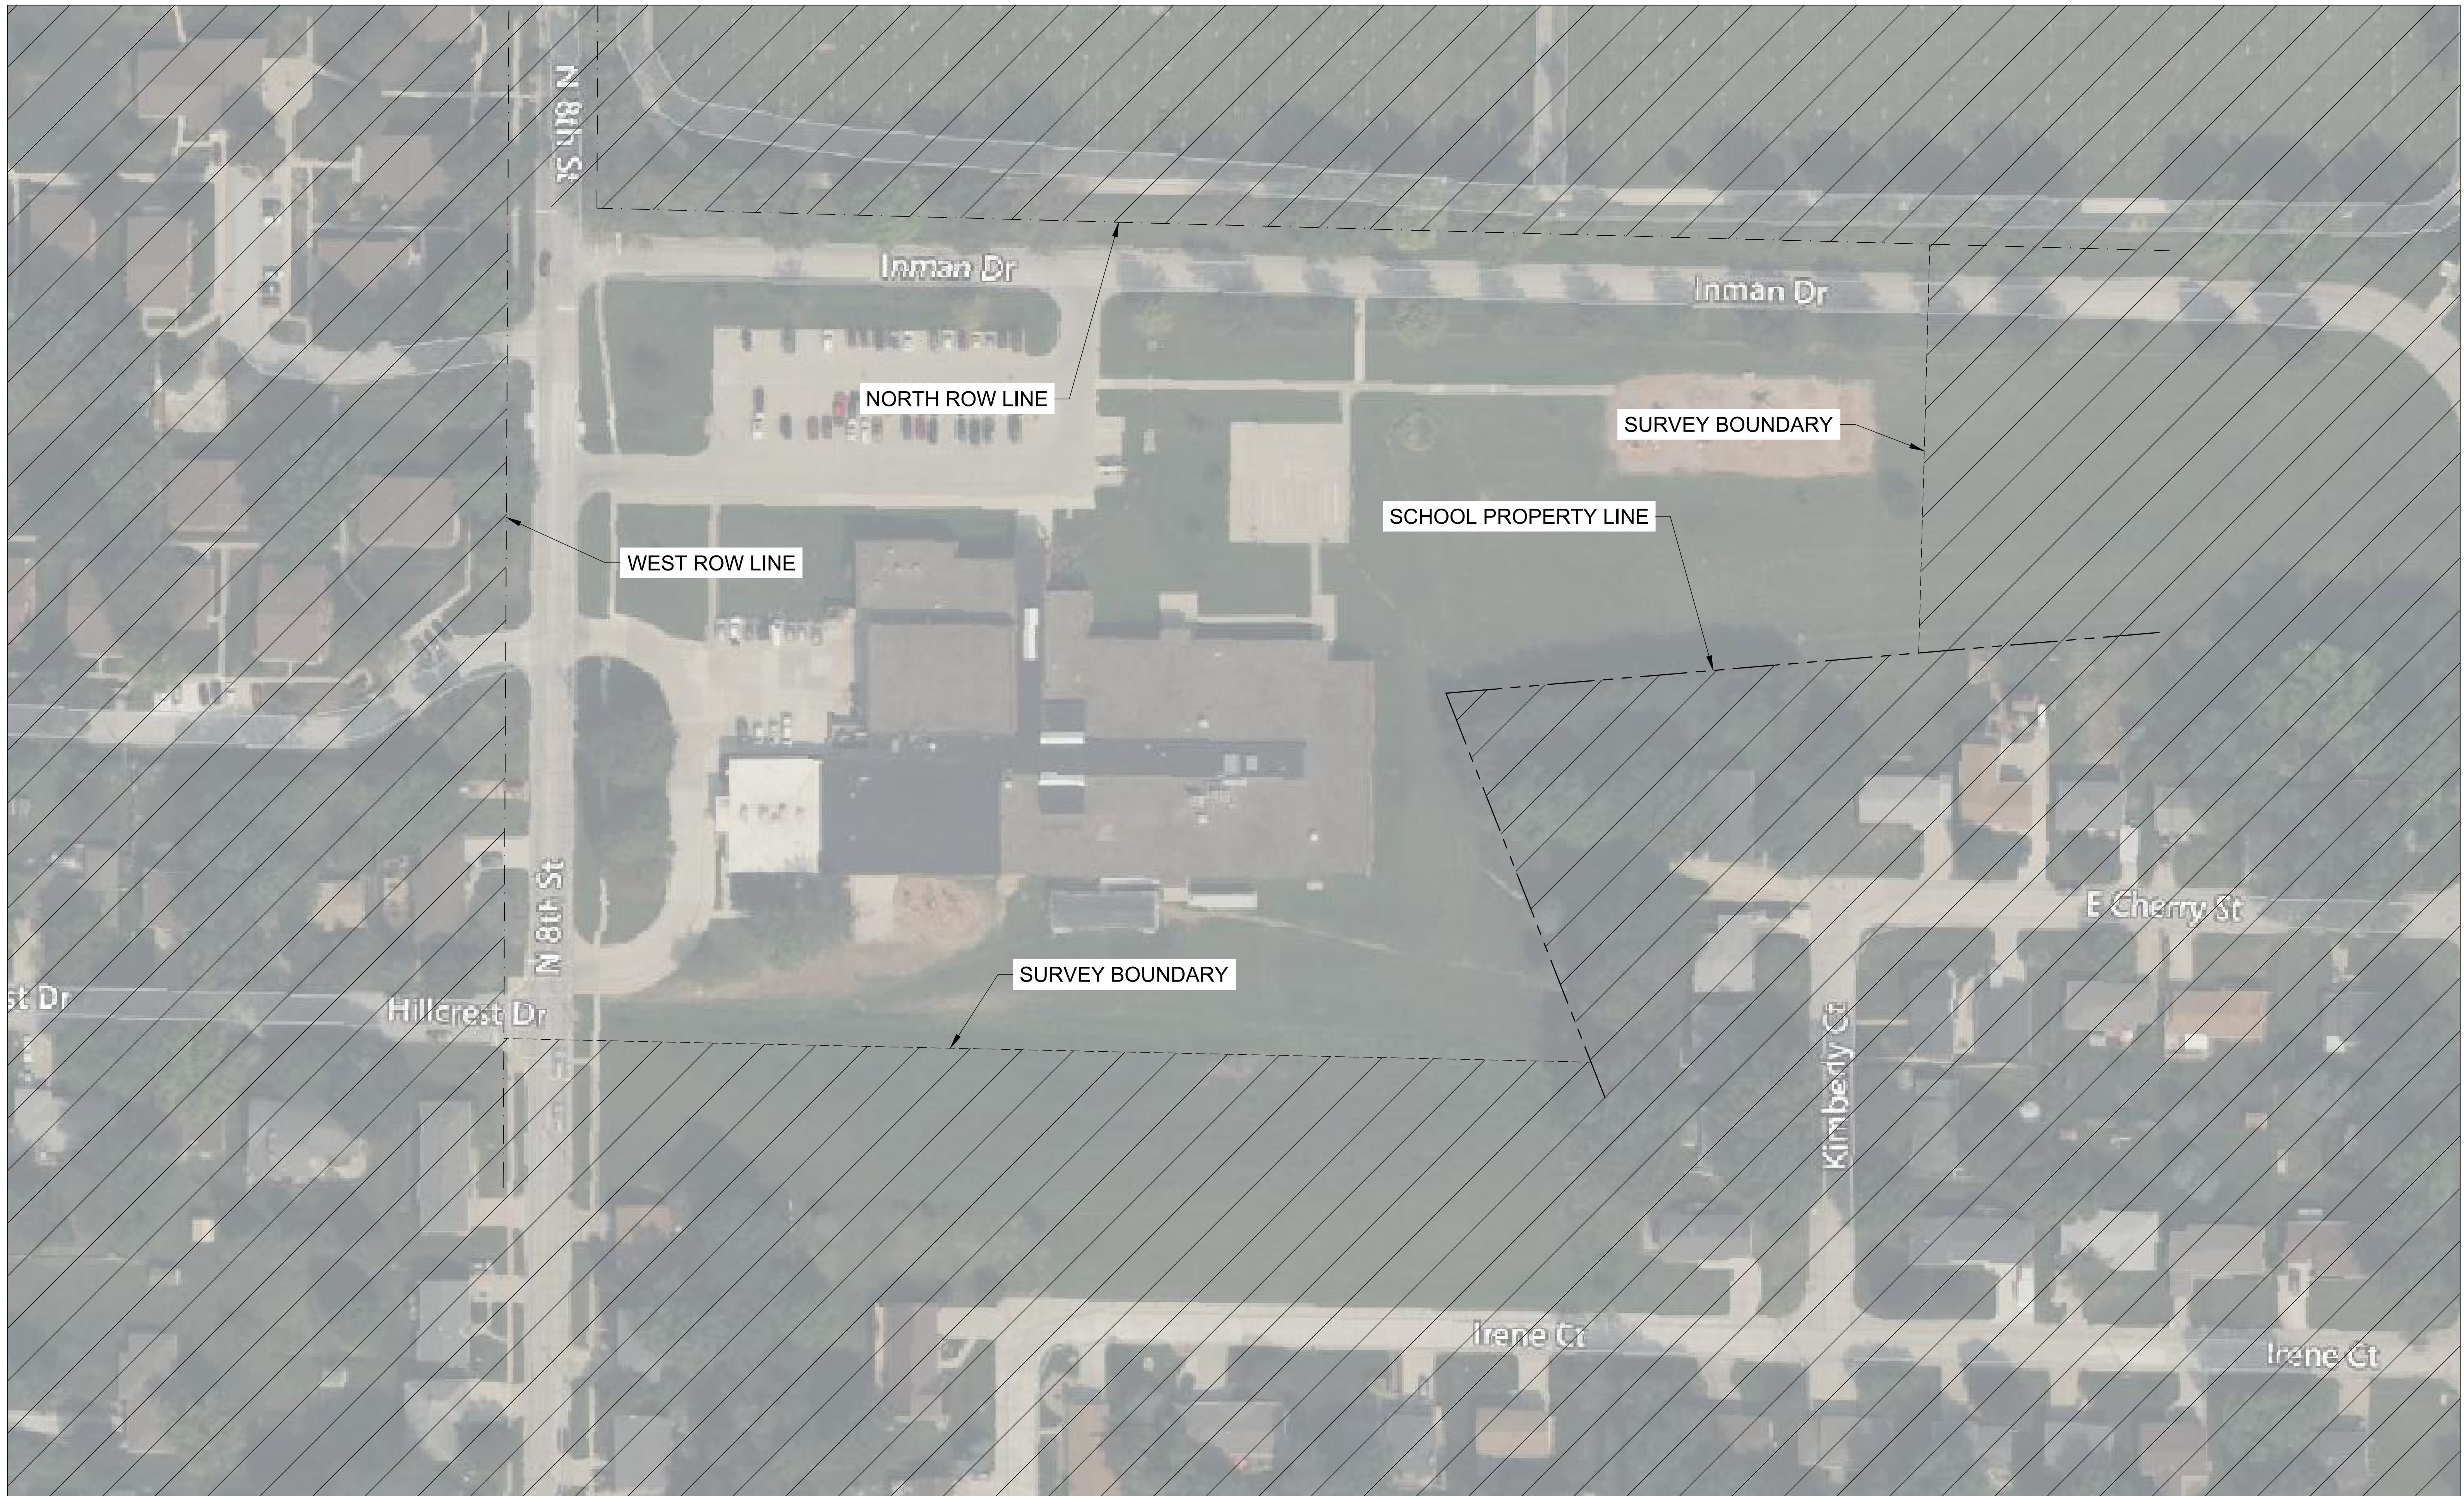 N 8th St
Inman Dr
Inman Dr
NORTH ROW LINE
SURVEY BOUNDARY
SCHOOL PROPERTY LINE
WEST ROW LINE
E Cherry St
N 8th St
SURVEY BOUNDARY
st Dr
Hillcrest Dr
Kimberly Ct
Irene Ct
Irene Ct